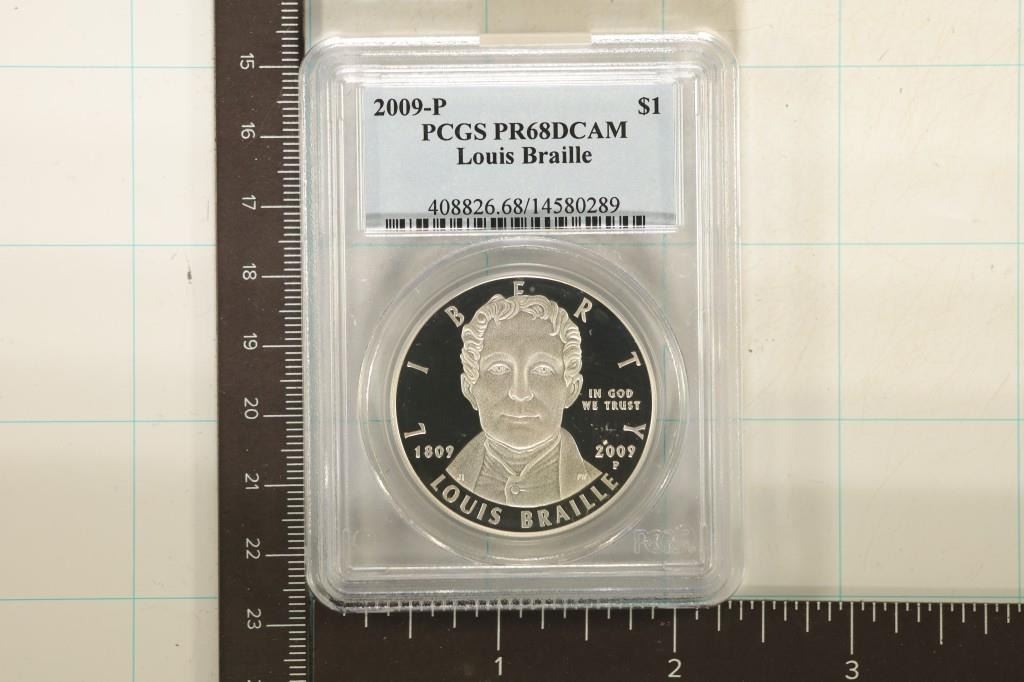 2009-P $1
PCGS PR68DCAM
Louis Braille
408826.68/14580289
LIBERTY
IN GOD
WE TRUST
1809 2009
P
LOUIS BRAILLE
PCGS
15
16
17
18
19
20
21
22
23
1 2 3